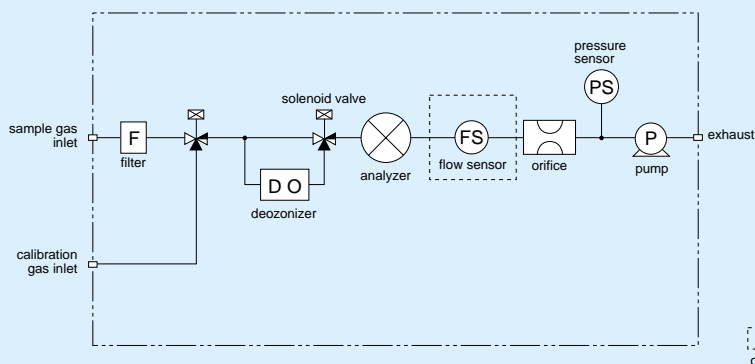 pressure
sensor
PS
solenoid valve
sample gas
inlet
F
filter
FS
flow sensor
P
exhaust
analyzer
orifice
pump
D O
deozonizer
calibration
gas inlet